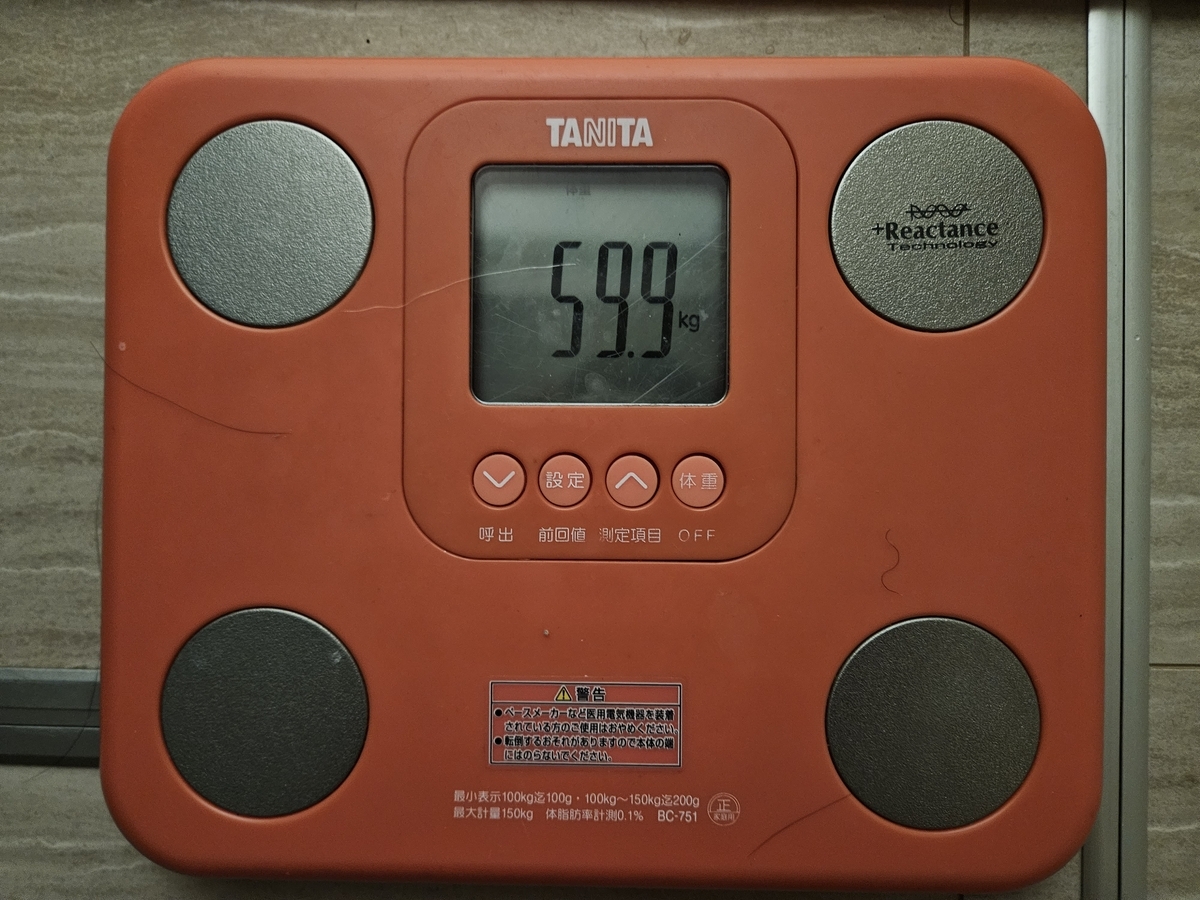 TANITA
体重
59.9
kg
+Reactance
Technology
設定
体重
呼出 前回値 測定項目 OFF
警告
●ペースメーカーなど医用電気機器を装着
されている方のご使用はおやめください。
●転倒するおそれがありますので本体の端
にはのらないでください。
最小表示100kg迄100g・100kg～150kg迄200g
最大計量150kg 体脂肪率計測0.1% BC-751
正
家庭用